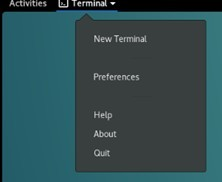 Activities Terminal
New Terminal
Preferences
Help
About
Quit